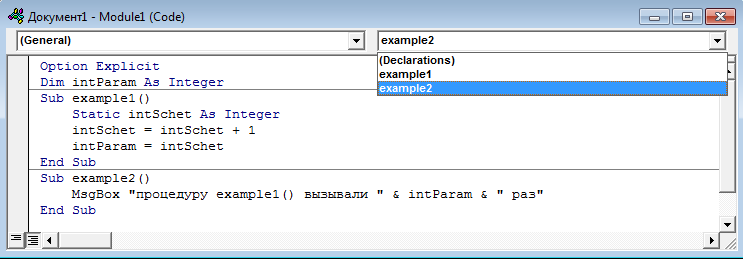 Документ1 - Module1 (Code)
(General)
example2
(Declarations)
example1
example2
Option Explicit
Dim intParam As Integer
Sub example1()
Static intSchet As Integer
intSchet = intSchet + 1
intParam = intSchet
End Sub
Sub example2()
MsgBox "процедуру example1() вызывали " & intParam & " раз"
End Sub